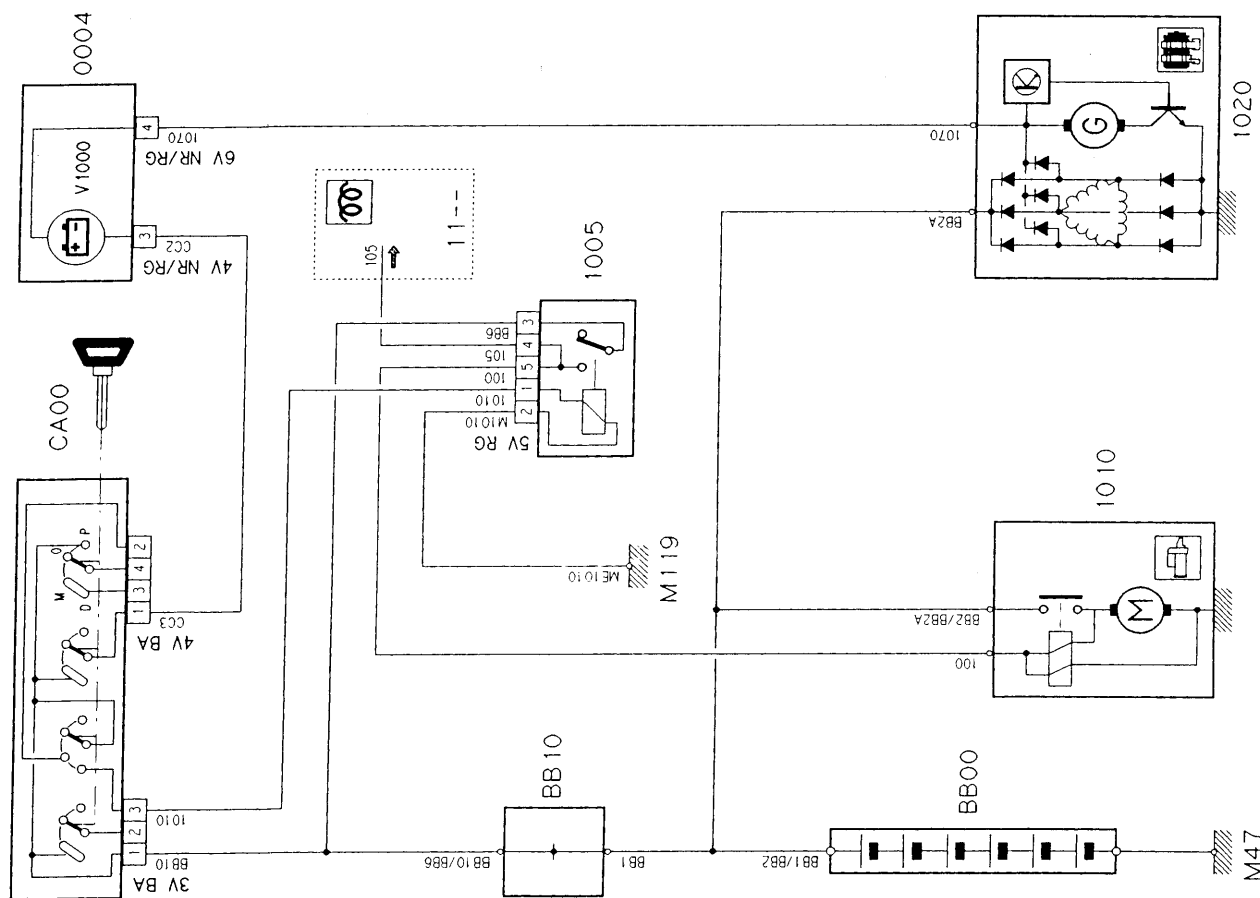 0004
V1000
4
3
1070
CC2
6V NR/RG
4V NR/RG
CA00
M
O
P
D
1
3
4
2
CC3
4V BA
1
2
3
BB10
1010
3V BA
105
11--
1005
3
4
5
1
2
BB6
105
100
1010
M1010
5V RG
ME1010
M119
1070
BB2A
K
G
1020
BB2/BB2A
100
M
1010
BB10/BB6
BB10
BB1
BB1/BB2
BB00
+ -
M47